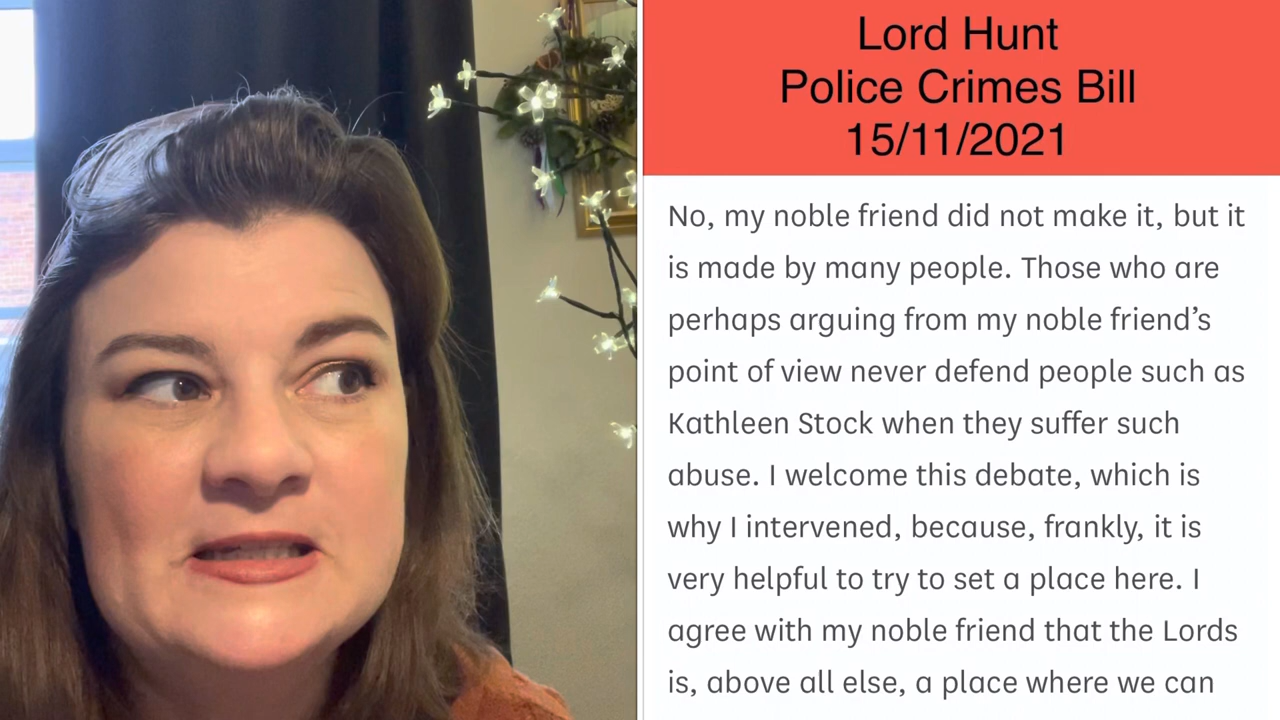 Lord Hunt
Police Crimes Bill
15/11/2021
No, my noble friend did not make it, but it
is made by many people. Those who are
perhaps arguing from my noble friend’s
point of view never defend people such as
Kathleen Stock when they suffer such
abuse. I welcome this debate, which is
why I intervened, because, frankly, it is
very helpful to try to set a place here. I
agree with my noble friend that the Lords
is, above all else, a place where we can